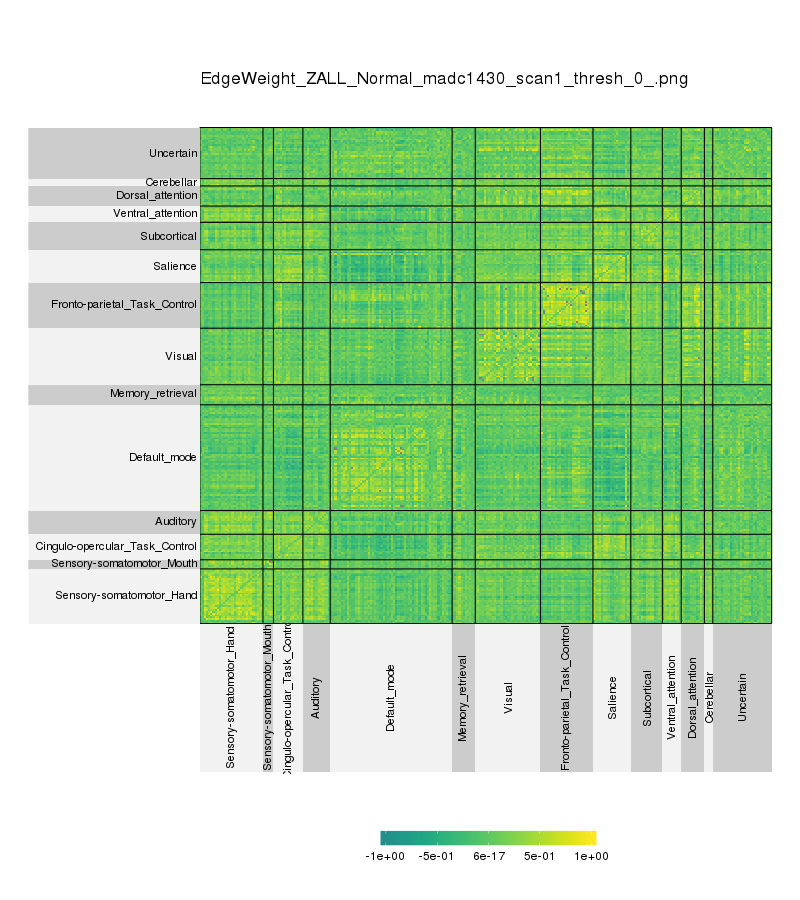 EdgeWeight_ZALL_Normal_madc1430_scan1_thresh_0_.png
Uncertain
Cerebellar
Dorsal_attention
Ventral_attention
Subcortical
Salience
Fronto-parietal_Task_Control
Visual
Memory_retrieval
Default_mode
Auditory
Cingulo-opercular_Task_Control
Sensory-somatomotor_Mouth
Sensory-somatomotor_Hand
Sensory-somatomotor_Hand
Sensory-somatomotor_Mouth
Cingulo-opercular_Task_Control
Auditory
Default_mode
Memory_retrieval
Visual
Fronto-parietal_Task_Control
Salience
Subcortical
Ventral_attention
Dorsal_attention
Cerebellar
Uncertain
-1e+00 -5e-01 6e-17 5e-01 1e+00